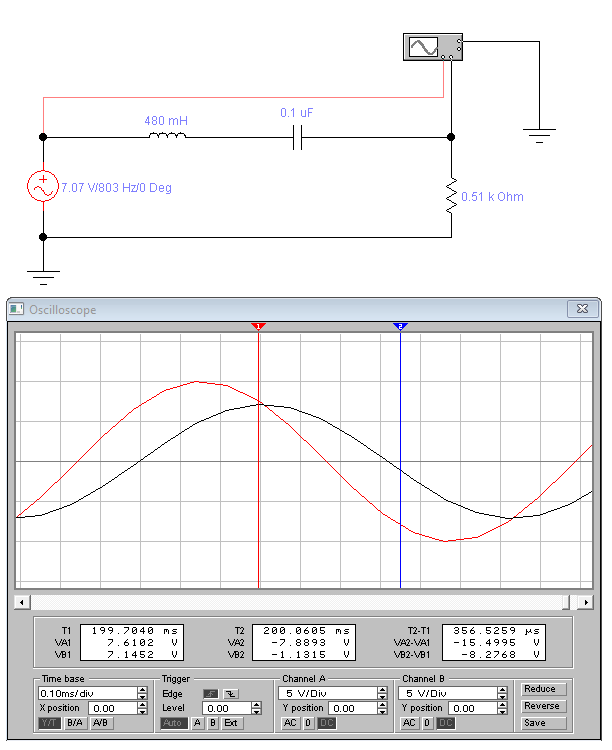 480 mH
0.1 uF
7.07 V/803 Hz/0 Deg
0.51 k Ohm
Oscilloscope
1
2
T1 199.7040 ms T2 200.0605 ms T2-T1 356.5259 µs
VA1 7.6102 V VA2 -7.8893 V VA2-VA1 -15.4995 V
VB1 7.1452 V VB2 -1.1315 V VB2-VB1 -8.2768 V
Time base Trigger Channel A Channel B
0.10ms/div Edge 5 V/Div 5 V/Div Reduce
X position 0.00 Level 0.00 Y position 0.00 Y position 0.00 Reverse
Y/T B/A A/B Auto A B Ext AC 0 DC AC 0 DC Save